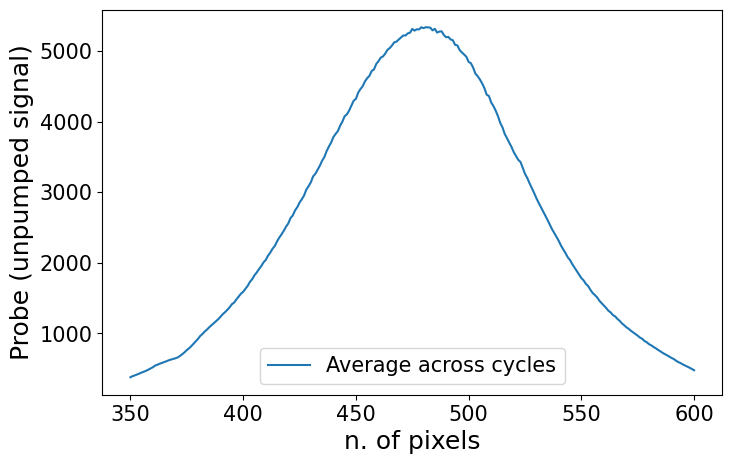 Probe (unpumped signal)
5000
4000
3000
2000
1000
Average across cycles
350 400 450 500 550 600
n. of pixels